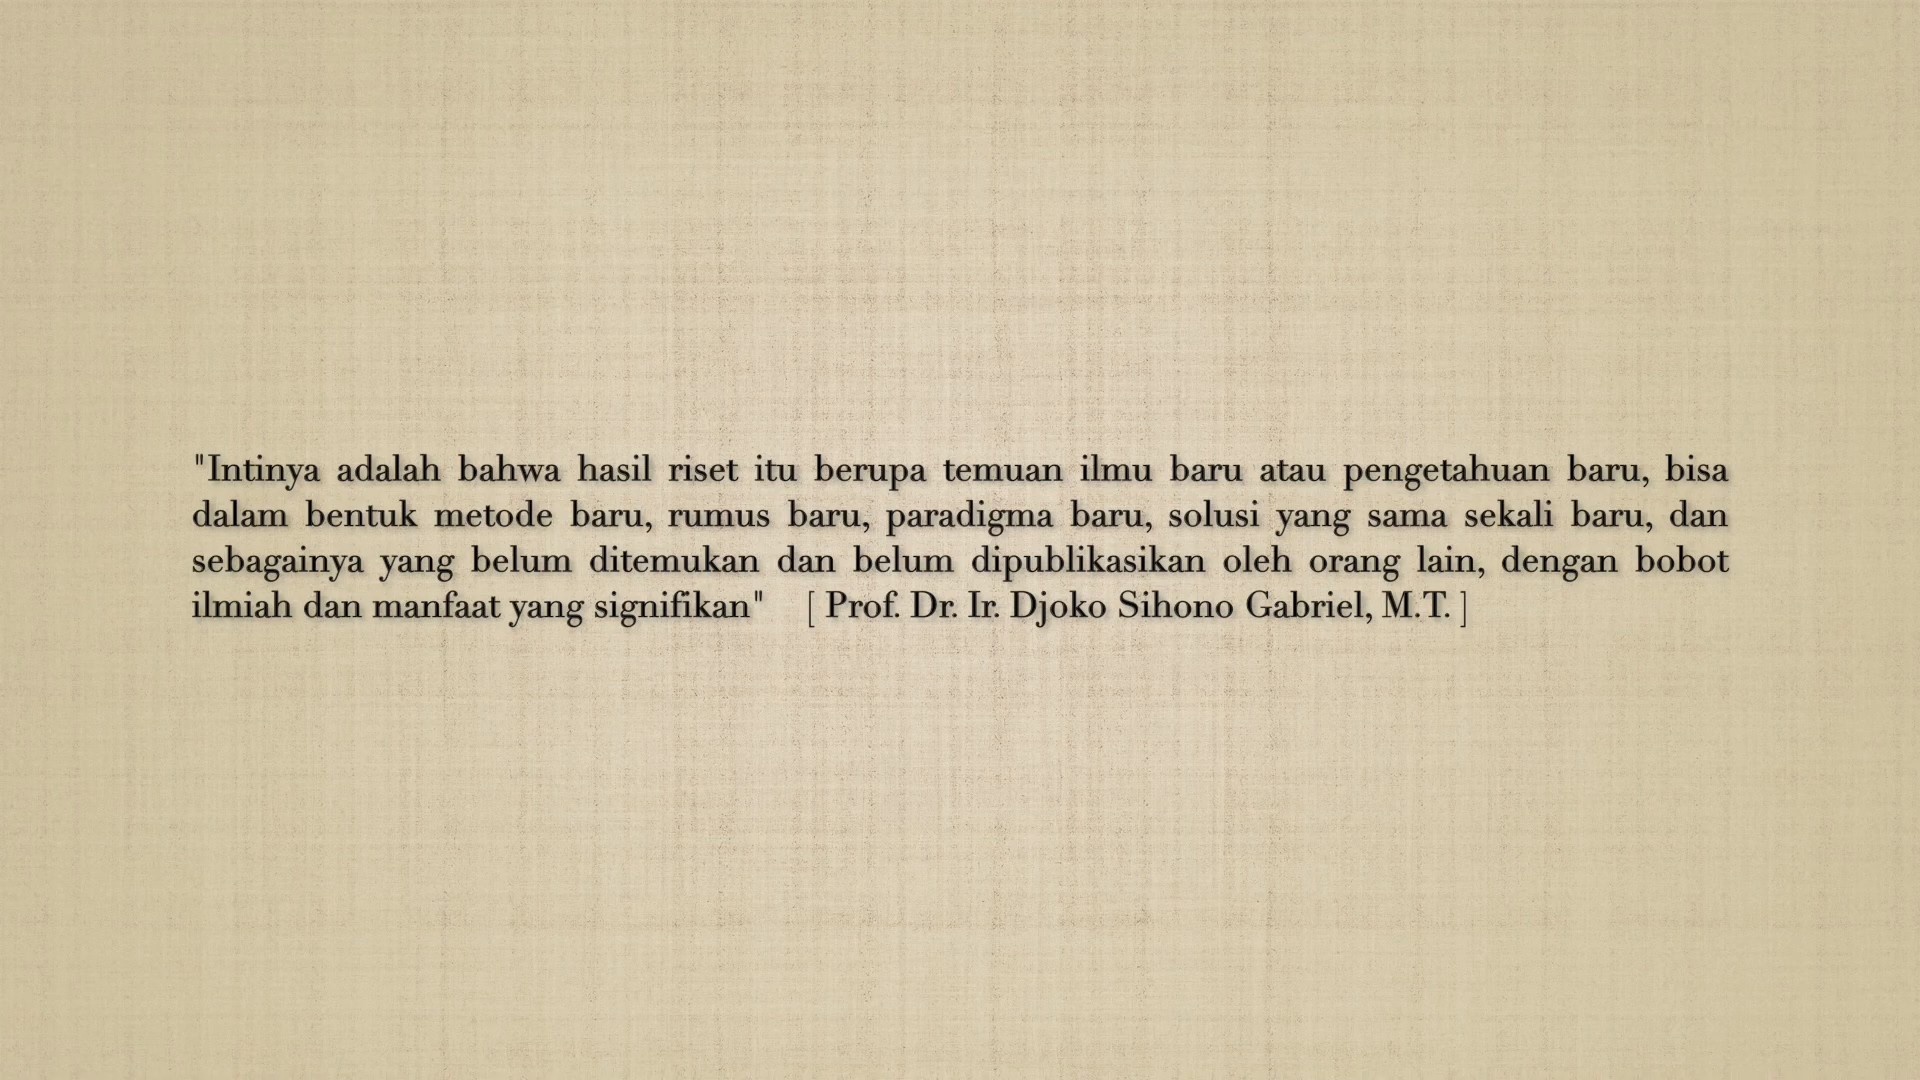 "Intinya adalah bahwa hasil riset itu berupa temuan ilmu baru atau pengetahuan baru, bisa
dalam bentuk metode baru, rumus baru, paradigma baru, solusi yang sama sekali baru, dan
sebagainya yang belum ditemukan dan belum dipublikasikan oleh orang lain, dengan bobot
ilmiah dan manfaat yang signifikan" [ Prof. Dr. Ir. Djoko Sihono Gabriel, M.T. ]